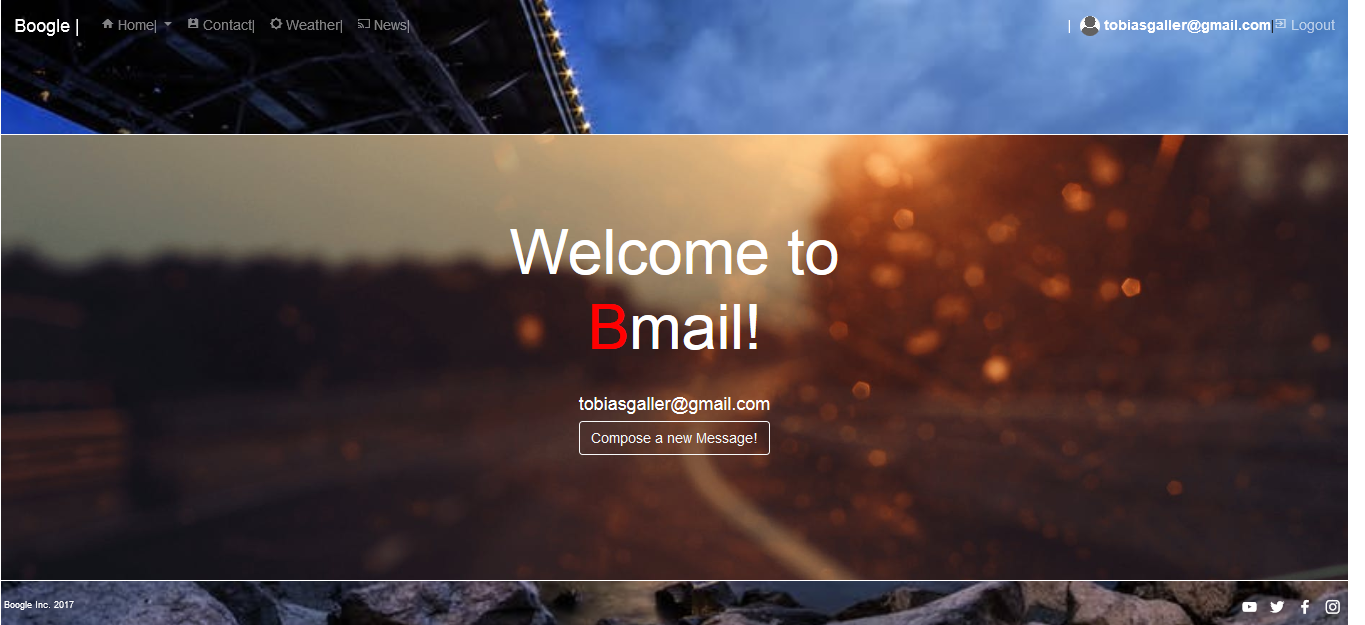 Boogle | Home| Contact| Weather| News| | tobiasgaller@gmail.com| Logout
Welcome to
Bmail!
tobiasgaller@gmail.com
Compose a new Message!
Boogle Inc. 2017